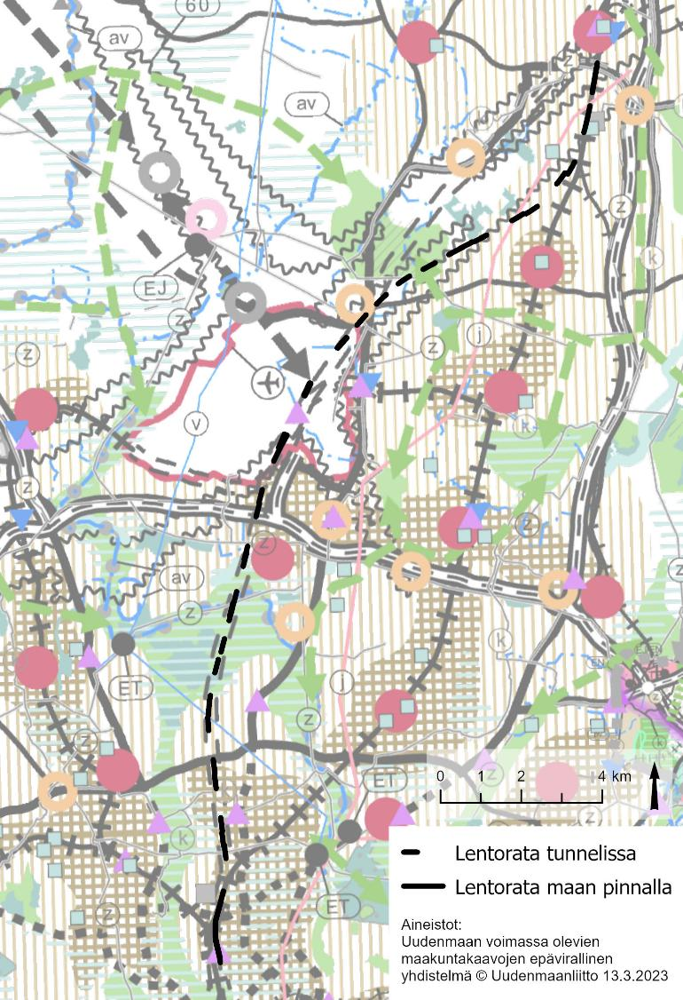 60
av
z
av
z
k
EJ
z
z
j
z
k
v
z
z
z
z
av
z
k
ET
j
z
z
z
ET
z
z
k
ET
z
0 1 2 4 km
Lentorata tunnelissa
Lentorata maan pinnalla
Aineistot:
Uudenmaan voimassa olevien
maakuntakaavojen epävirallinen
yhdistelmä © Uudenmaanliitto 13.3.2023